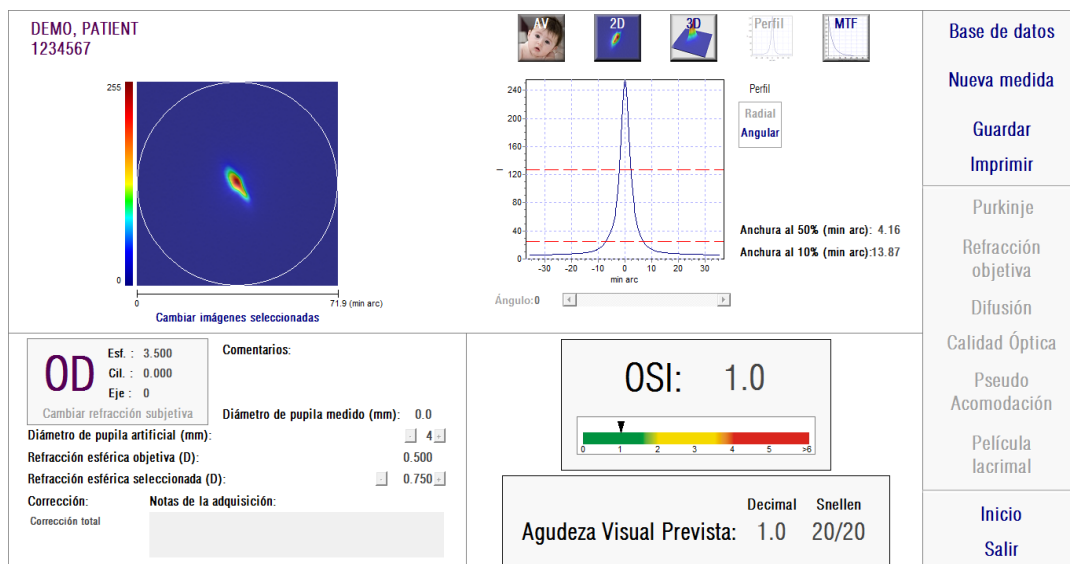 DEMO, PATIENT
1234567
AV
2D
3D
Perfil
MTF
255
0
0
71.9 (min arc)
Cambiar imágenes seleccionadas
240
200
160
120
80
40
0
-30 -20 -10 0 10 20 30
min arc
Perfil
Radial
Angular
Anchura al 50% (min arc): 4.16
Anchura al 10% (min arc):13.87
Ángulo:0
OD
Esf. : 3.500
Cil. : 0.000
Eje : 0
Cambiar refracción subjetiva
Comentarios:
Diámetro de pupila medido (mm): 0.0
Diámetro de pupila artificial (mm): - 4 +
Refracción esférica objetiva (D): 0.500
Refracción esférica seleccionada (D): - 0.750 +
Corrección: Notas de la adquisición:
Corrección total
OSI: 1.0
0 1 2 3 4 5 >6
Decimal Snellen
Agudeza Visual Prevista: 1.0 20/20
Base de datos
Nueva medida
Guardar
Imprimir
Purkinje
Refracción
objetiva
Difusión
Calidad Óptica
Pseudo
Acomodación
Película
lacrimal
Inicio
Salir